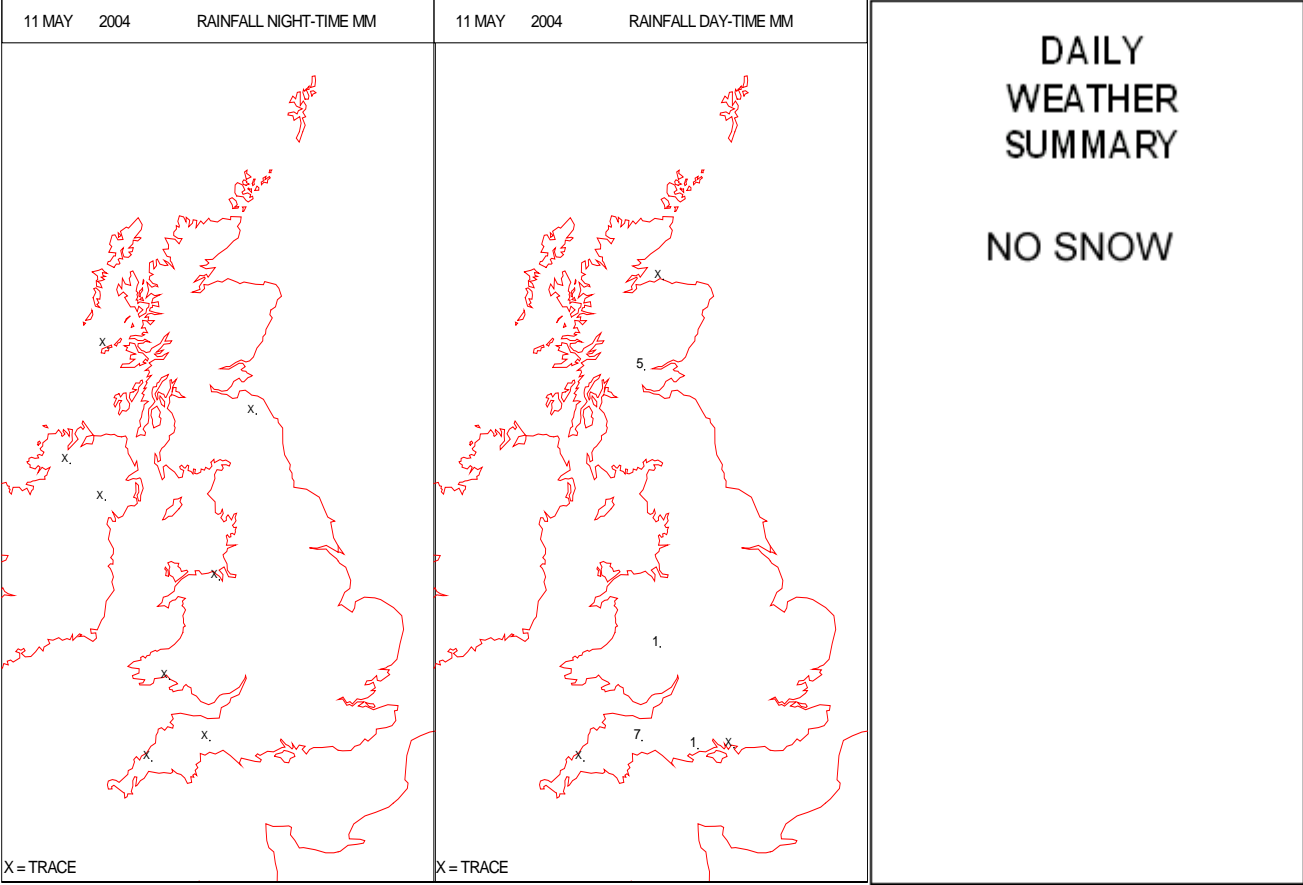 11 MAY 2004 RAINFALL NIGHT-TIME MM
X.
X.
X.
X.
X.
X.
X.
X.
X = TRACE
11 MAY 2004 RAINFALL DAY-TIME MM
X.
5.
1.
7.
1.
X.
X.
X = TRACE
DAILY
WEATHER
SUMMARY
NO SNOW